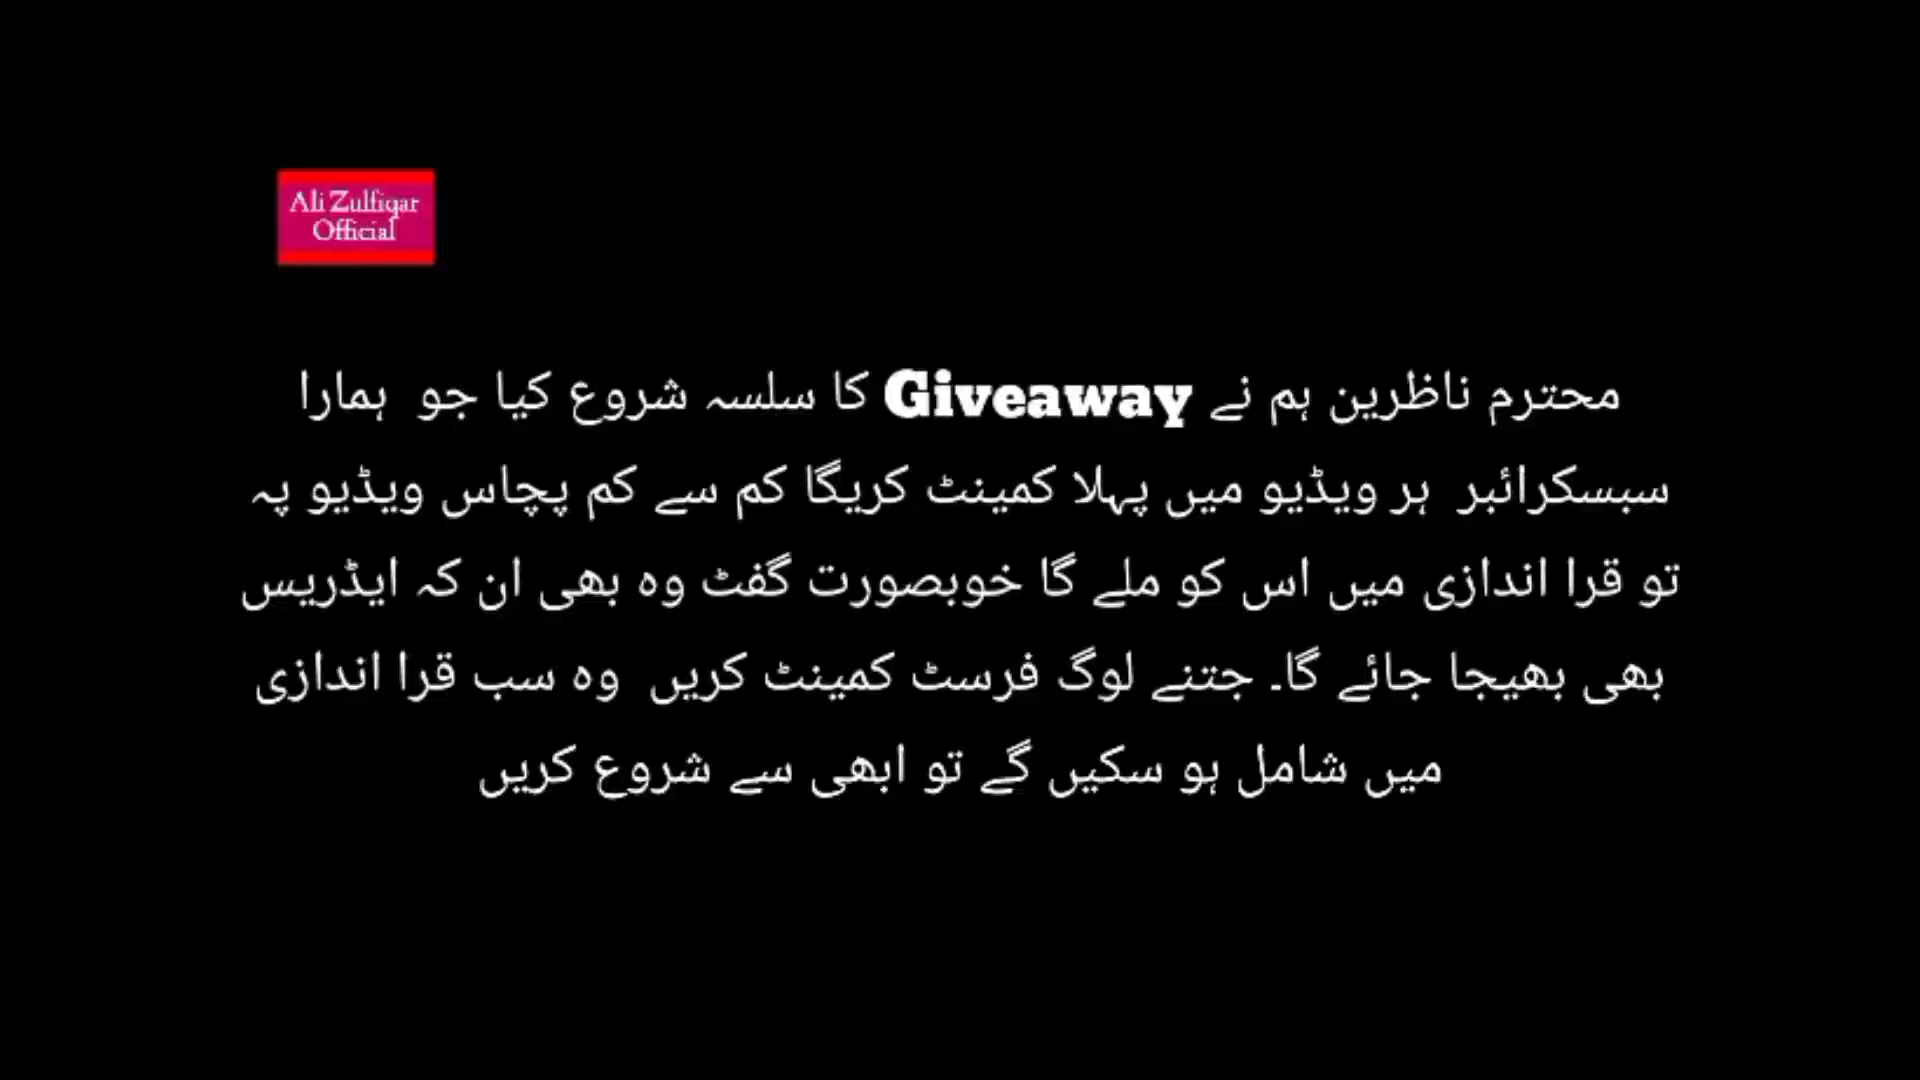 Ali Zulfiqar
Official
محترم ناظرین ہم نے Giveaway کا سلسہ شروع کیا جو ہمارا
سبسکرائبر ہر ویڈیو میں پہلا کمینٹ کریگا کم سے کم پچاس ویڈیو پہ
تو قرا اندازی میں اس کو ملے گا خوبصورت گفٹ وہ بھی ان کہ ایڈریس
بھی بھیجا جائے گا۔ جتنے لوگ فرسٹ کمینٹ کریں وہ سب قرا اندازی
میں شامل ہو سکیں گے تو ابھی سے شروع کریں